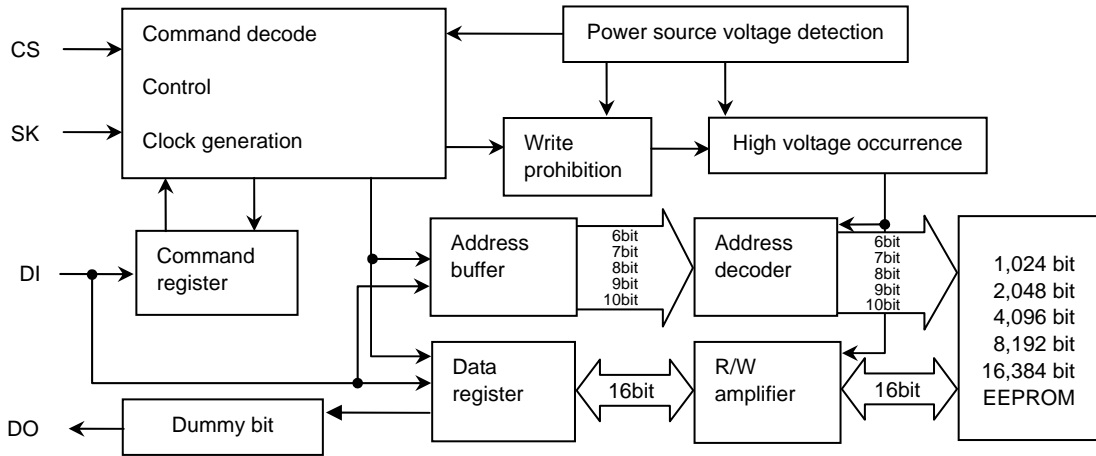 CS
SK
DI
DO
Command decode
Control
Clock generation
Power source voltage detection
Write
prohibition
High voltage occurrence
Command
register
Address
buffer
6bit
7bit
8bit
9bit
10bit
Address
decoder
6bit
7bit
8bit
9bit
10bit
1,024 bit
2,048 bit
4,096 bit
8,192 bit
16,384 bit
EEPROM
Data
register
16bit
R/W
amplifier
16bit
Dummy bit